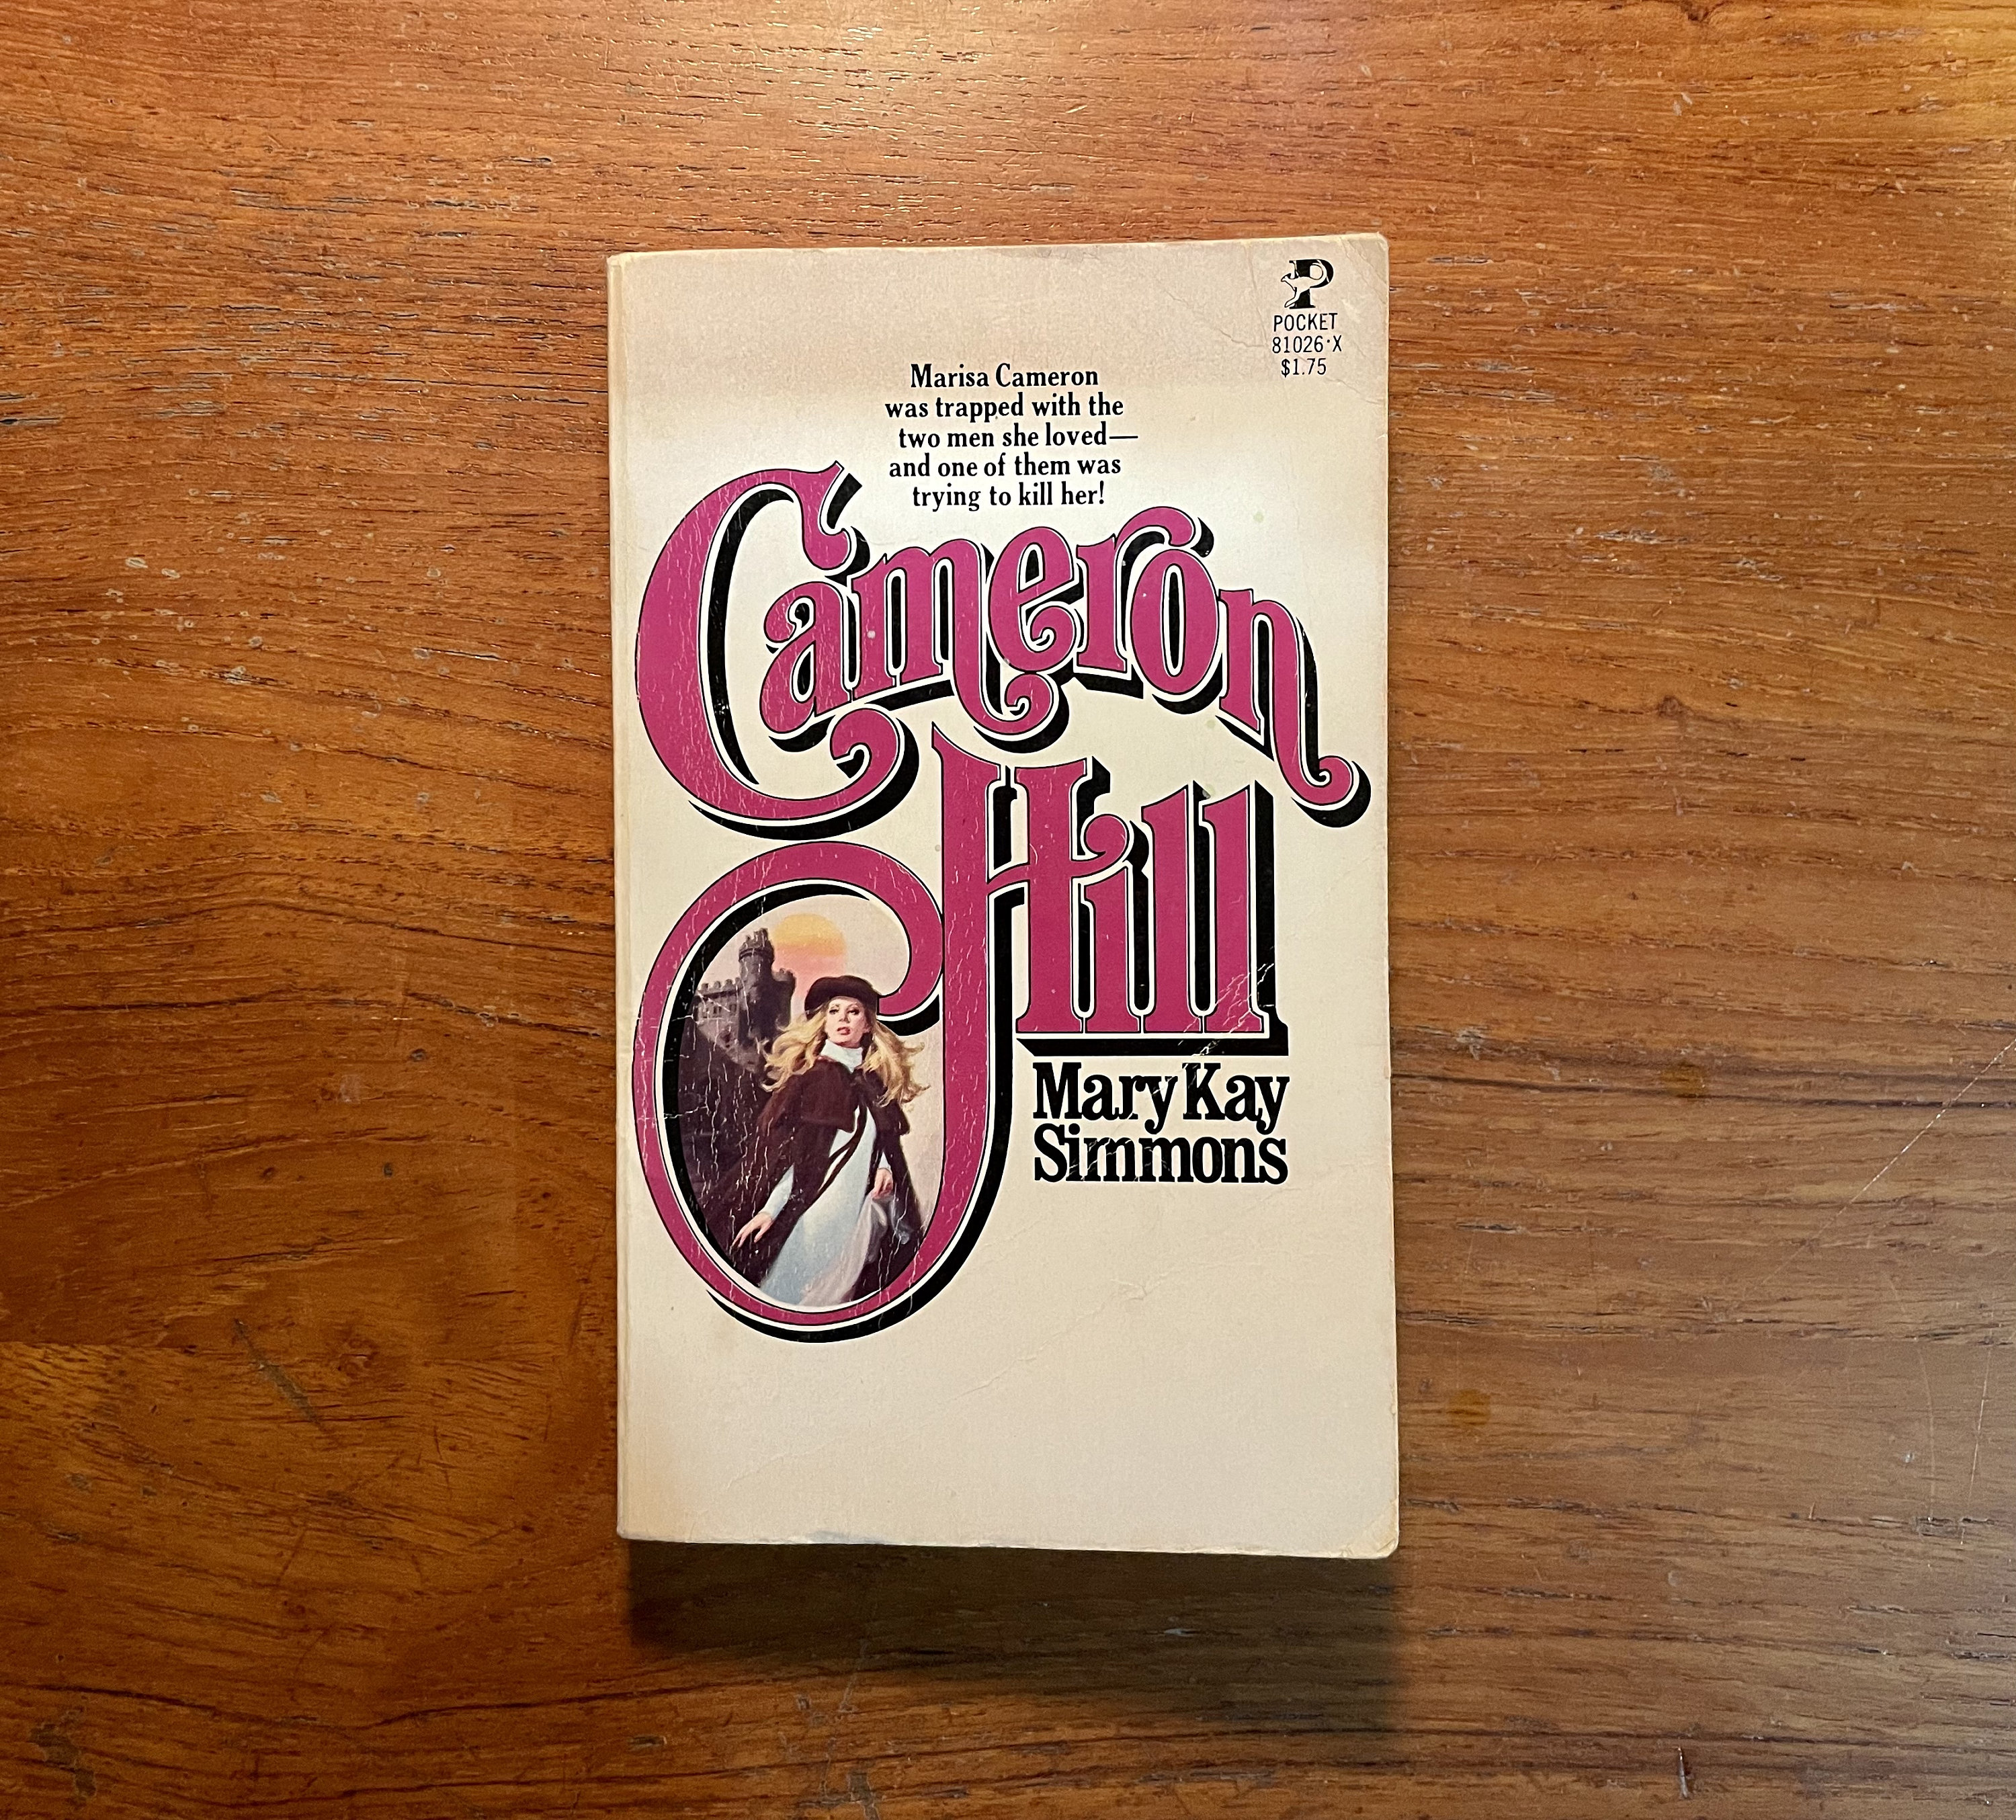 P
POCKET
81026·X
$1.75
Marisa Cameron
was trapped with the
two men she loved—
and one of them was
trying to kill her!
Cameron
Hill
Mary Kay
Simmons